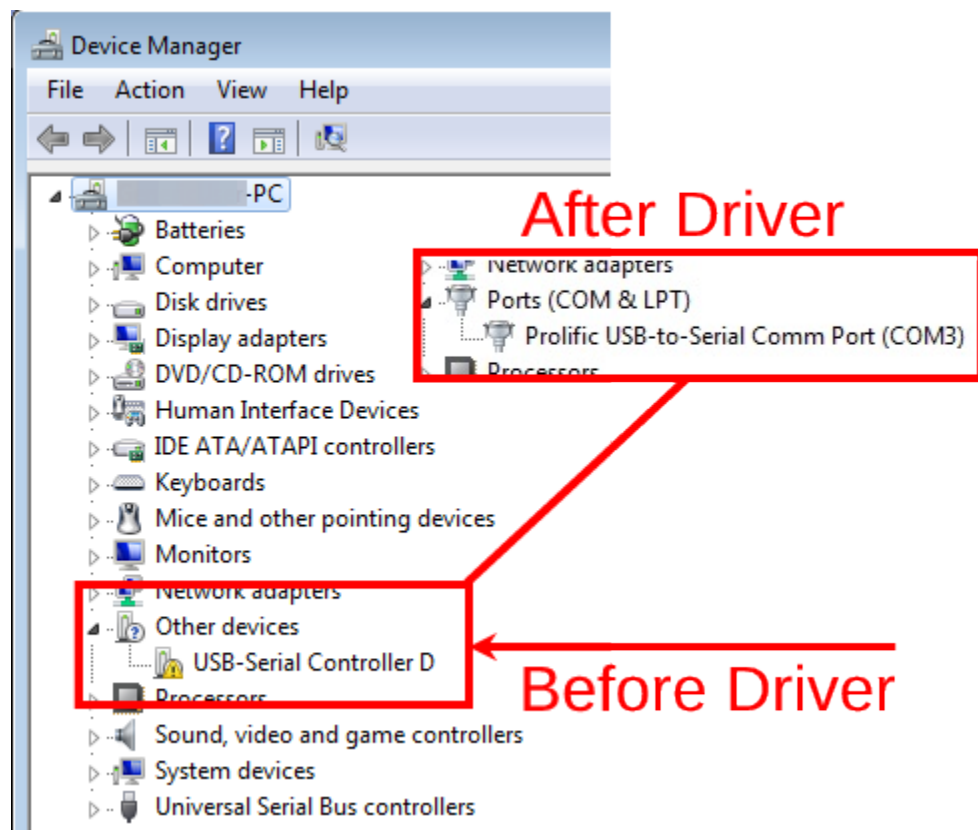 Device Manager
File Action View Help
-PC
Batteries
Computer
Disk drives
Display adapters
DVD/CD-ROM drives
Human Interface Devices
IDE ATA/ATAPI controllers
Keyboards
Mice and other pointing devices
Monitors
Network adapters
Other devices
USB-Serial Controller D
Processors
Sound, video and game controllers
System devices
Universal Serial Bus controllers
After Driver
Network adapters
Ports (COM & LPT)
Prolific USB-to-Serial Comm Port (COM3)
Processors
Before Driver